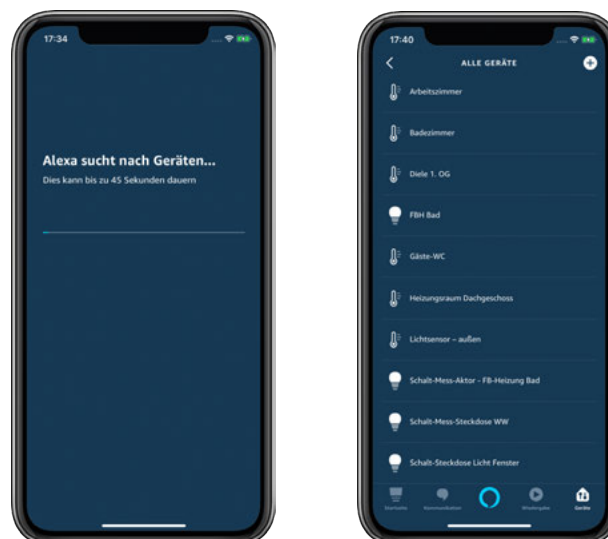 17:34
Alexa sucht nach Geräten...
Dies kann bis zu 45 Sekunden dauern
17:40
ALLE GERÄTE
Arbeitszimmer
Badezimmer
Diele 1. OG
FBH Bad
Gäste-WC
Heizungsraum Dachgeschoss
Lichtsensor – außen
Schalt-Mess-Aktor - FB-Heizung Bad
Schalt-Mess-Steckdose WW
Schalt-Steckdose Licht Fenster
Startseite Kommunikation Wiedergabe Geräte